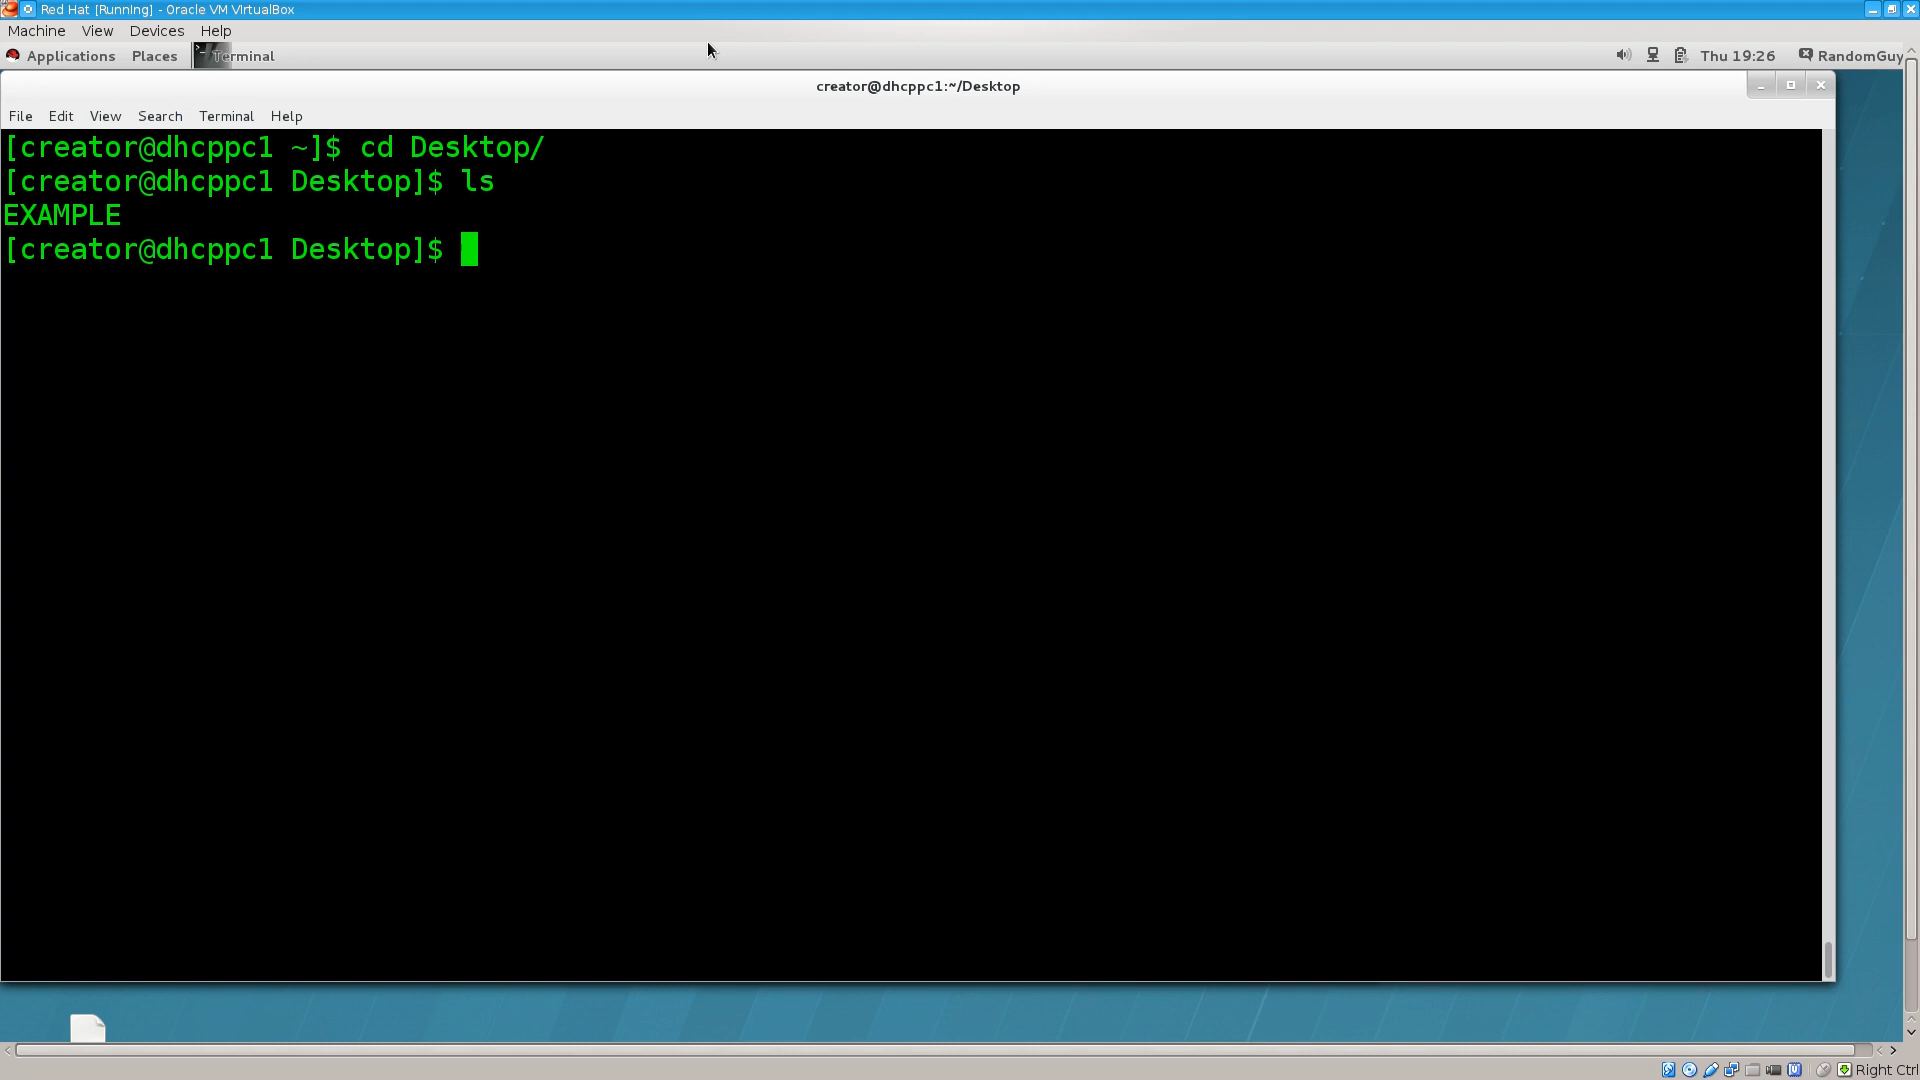 Red Hat [Running] - Oracle VM VirtualBox
Machine View Devices Help
Applications Places Terminal Thu 19:26 RandomGuy
creator@dhcppc1:~/Desktop
File Edit View Search Terminal Help
[creator@dhcppc1 ~]$ cd Desktop/
[creator@dhcppc1 Desktop]$ ls
EXAMPLE
[creator@dhcppc1 Desktop]$
Right Ctrl